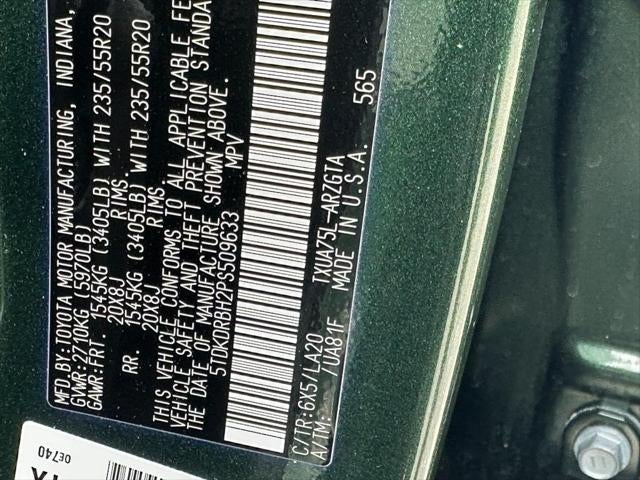 MFD.BY:TOYOTA MOTOR MANUFACTURING, INDIANA,
GVWR:2710KG (5970LB)
GAWR:FRT. 1545KG (3405LB) WITH 235/55R20
20X8J RIMS
RR. 1545KG (3405LB) WITH 235/55R20
20X8J RIMS
THIS VEHICLE CONFORMS TO ALL APPLICABLE FE
VEHICLE SAFETY AND THEFT PREVENTION STANDA
THE DATE OF MANUFACTURE SHOWN ABOVE.
5TDKDRBH2PS509633 MPV
C/TR:6X5/LA20 TXUA75L-ARZGTA
A/TM: /UA81F MADE IN U.S.A. 565
0E740